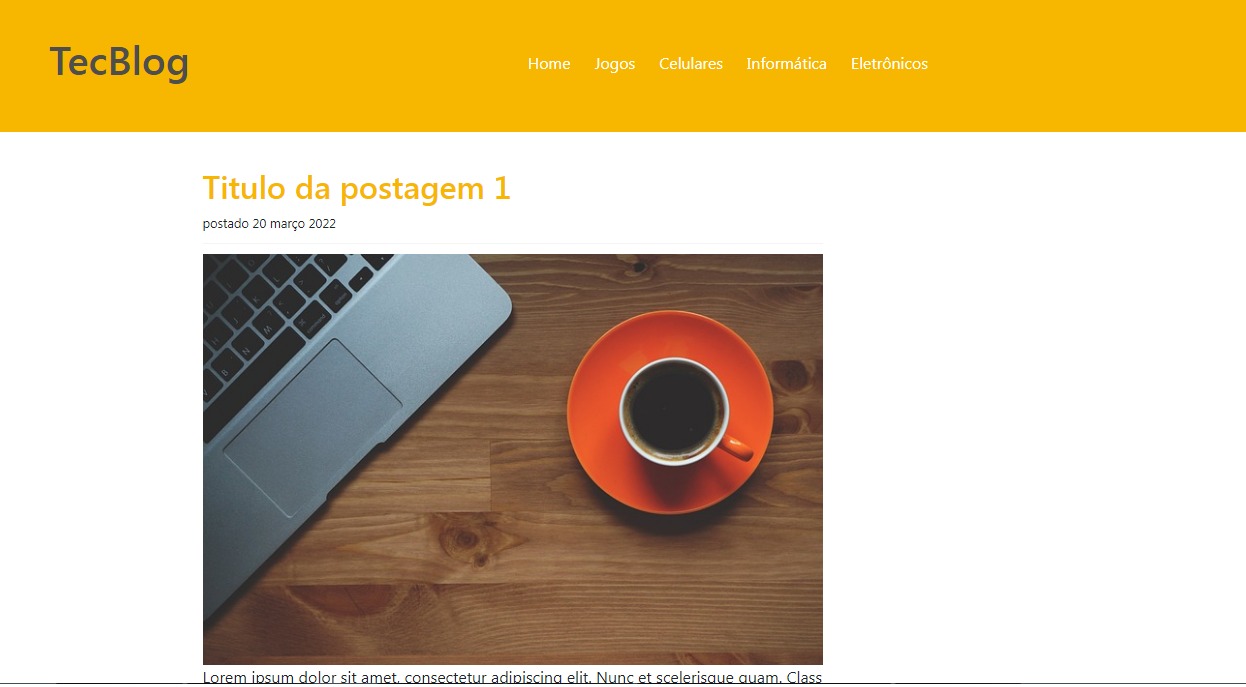 TecBlog
Home Jogos Celulares Informática Eletrônicos
Titulo da postagem 1
postado 20 março 2022
Lorem ipsum dolor sit amet, consectetur adipiscing elit. Nunc et scelerisque quam. Class